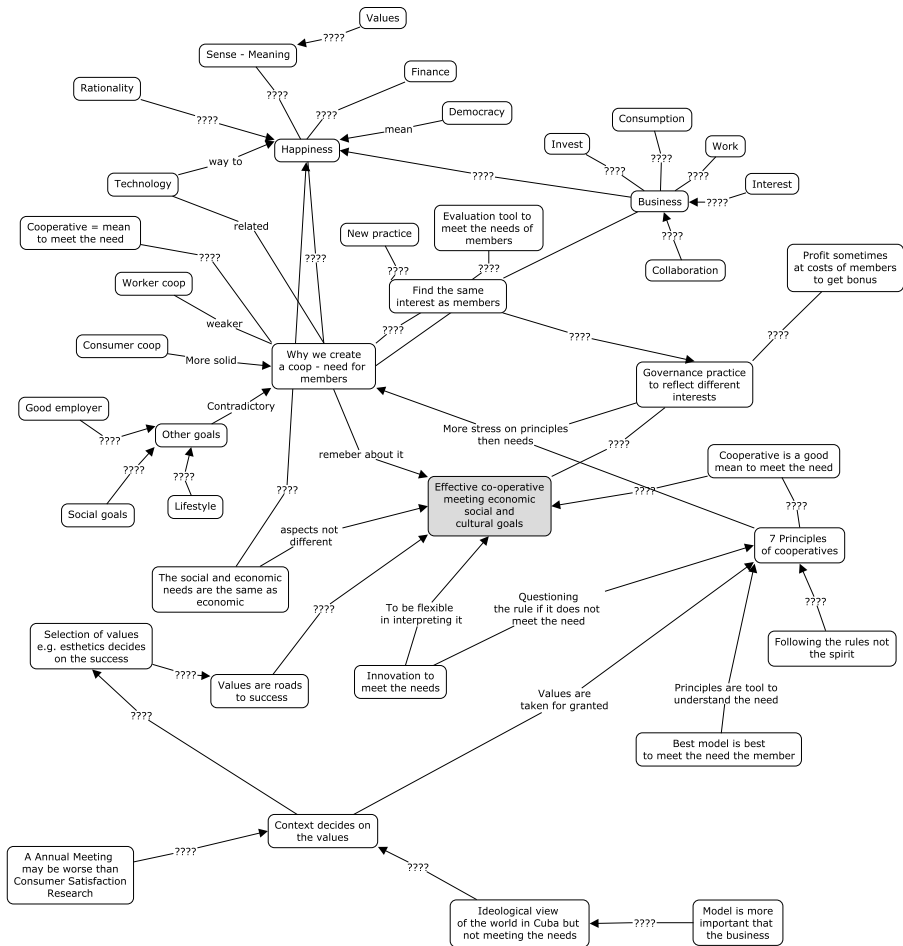 Values
????
Sense - Meaning
Finance
????
Rationality
????
????
Democracy
mean
Happiness
way to
Technology
related
Consumption
Invest
????
????
Work
????
Interest
????
Business
????
????
Collaboration
Cooperative = mean
to meet the need
????
????
New practice
????
Evaluation tool to
meet the needs of
members
????
Find the same
interest as members
????
????
Profit sometimes
at costs of members
to get bonus
????
Worker coop
weaker
Consumer coop
More solid
Why we create
a coop - need for
members
Governance practice
to reflect different
interests
Contradictory
Good employer
????
Other goals
????
????
Social goals
Lifestyle
remeber about it
More stress on principles
then needs
????
Cooperative is a good
mean to meet the need
????
????
Effective co-operative
meeting economic
social and
cultural goals
????
aspects not
different
7 Principles
of cooperatives
The social and economic
needs are the same as
economic
????
To be flexible
in interpreting it
Questioning
the rule if it does not
meet the need
????
Following the rules not
the spirit
Selection of values
e.g. esthetics decides
on the success
????
Values are roads
to success
Innovation to
meet the needs
????
Values are
taken for granted
Principles are tool to
understand the need
Best model is best
to meet the need the member
Context decides on
the values
????
A Annual Meeting
may be worse than
Consumer Satisfaction
Research
????
Ideological view
of the world in Cuba but
not meeting the needs
????
Model is more
important that
the business